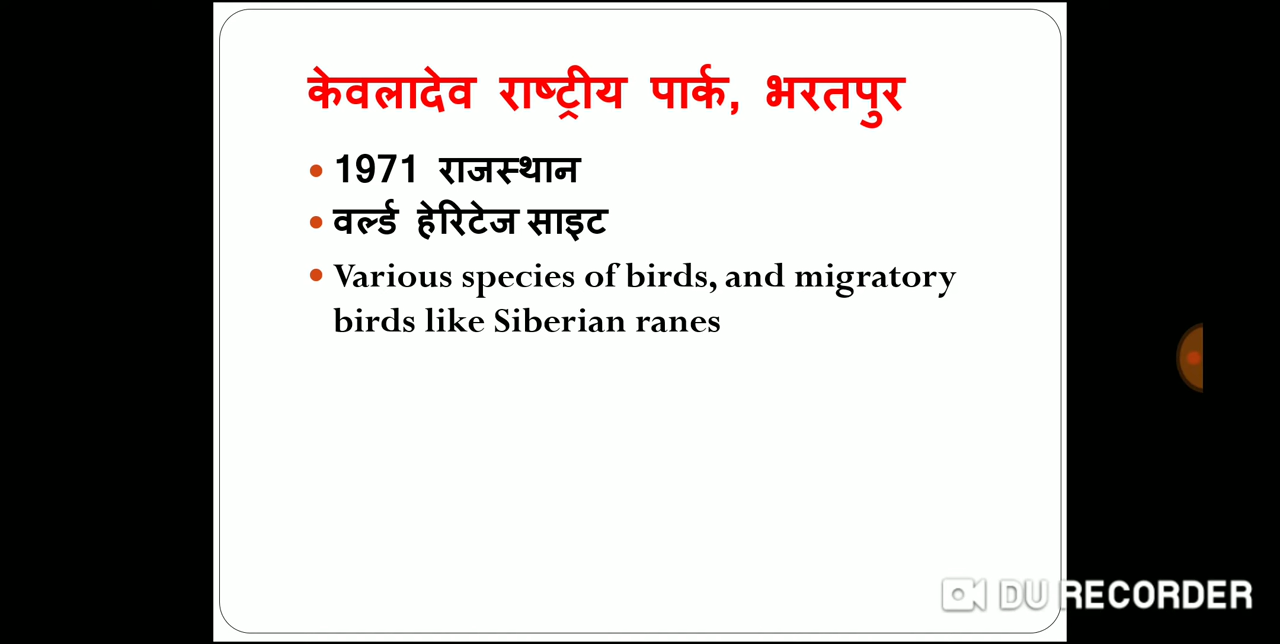 केवलादेव राष्ट्रीय पार्क, भरतपुर
1971 राजस्थान
वर्ल्ड हेरिटेज साइट
Various species of birds, and migratory
birds like Siberian ranes
DU RECORDER